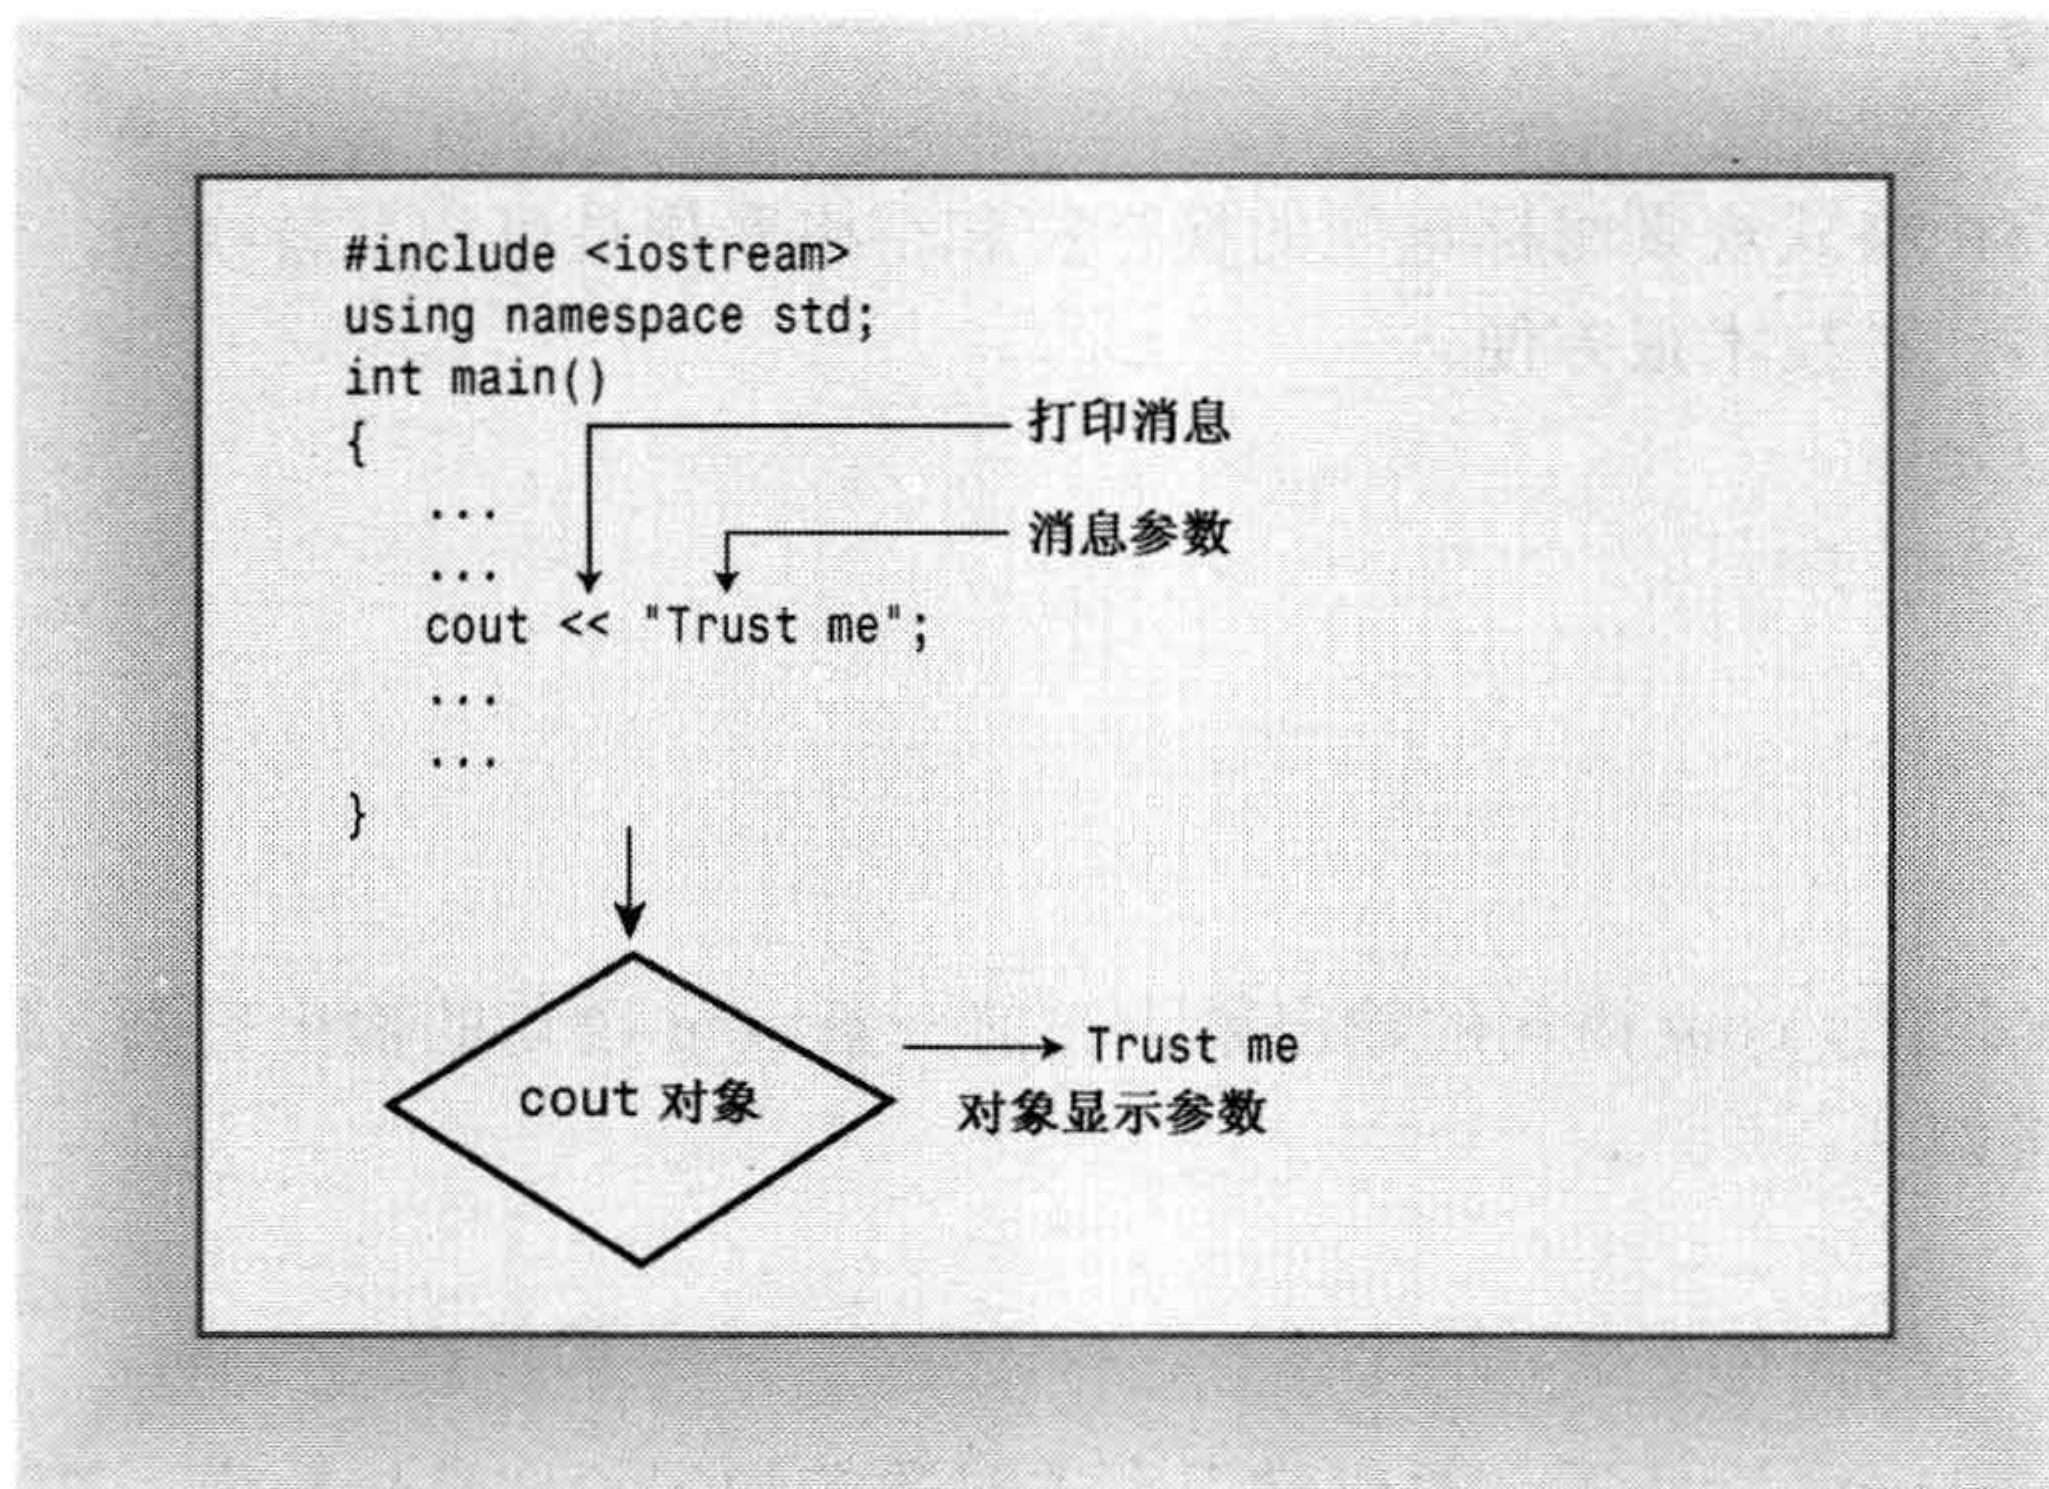 #include <iostream>
using namespace std;
int main()
{
打印消息
...
消息参数
...
cout << "Trust me";
...
...
}
cout 对象
Trust me
对象显示参数